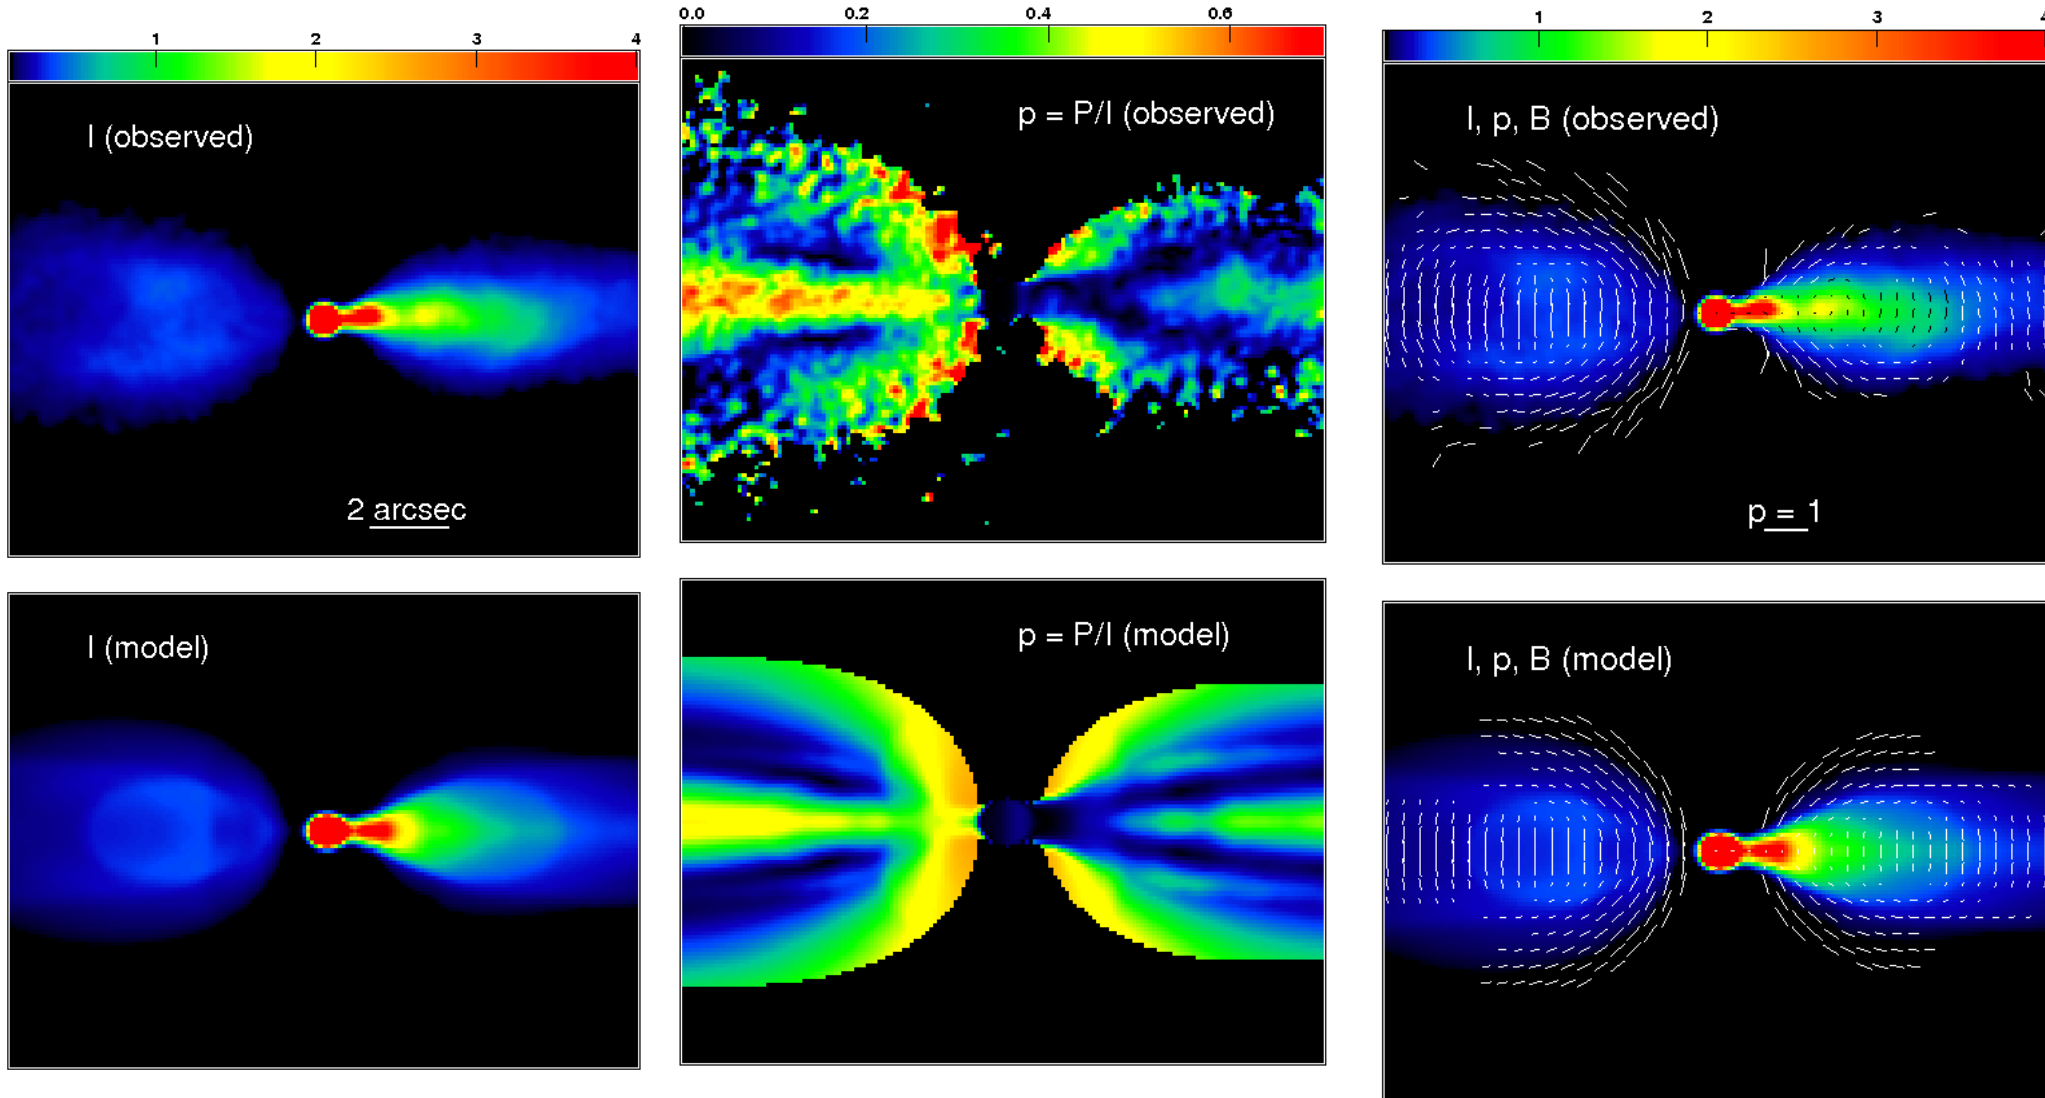 1 2 3 4
I (observed)
2 arcsec
0.0 0.2 0.4 0.6
p = P/I (observed)
1 2 3 4
I, p, B (observed)
p = 1
I (model)
p = P/I (model)
I, p, B (model)